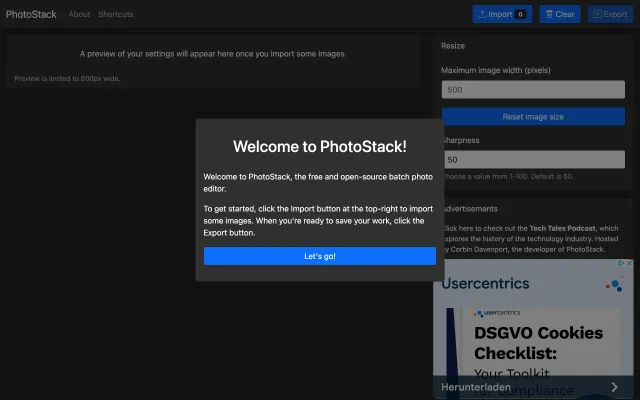 PhotoStack
About
Shortcuts
Import 0
Clear
Export
A preview of your settings will appear here once you import some images.
Preview is limited to 800px wide.
Resize
Maximum image width (pixels)
500
Reset image size
Sharpness
50
Choose a value from 1-100. Default is 50.
Welcome to PhotoStack!
Welcome to PhotoStack, the free and open-source batch photo
editor.
To get started, click the Import button at the top-right to import
some images. When you're ready to save your work, click the
Export button.
Let's go!
Advertisements
Click here to check out the Tech Tales Podcast, which
explores the history of the technology industry. Hosted
by Corbin Davenport, the developer of PhotoStack.
Usercentrics
usercentrics
DSGVO Cookies
Checklist:
Your Toolkit
for Compliance
Herunterladen